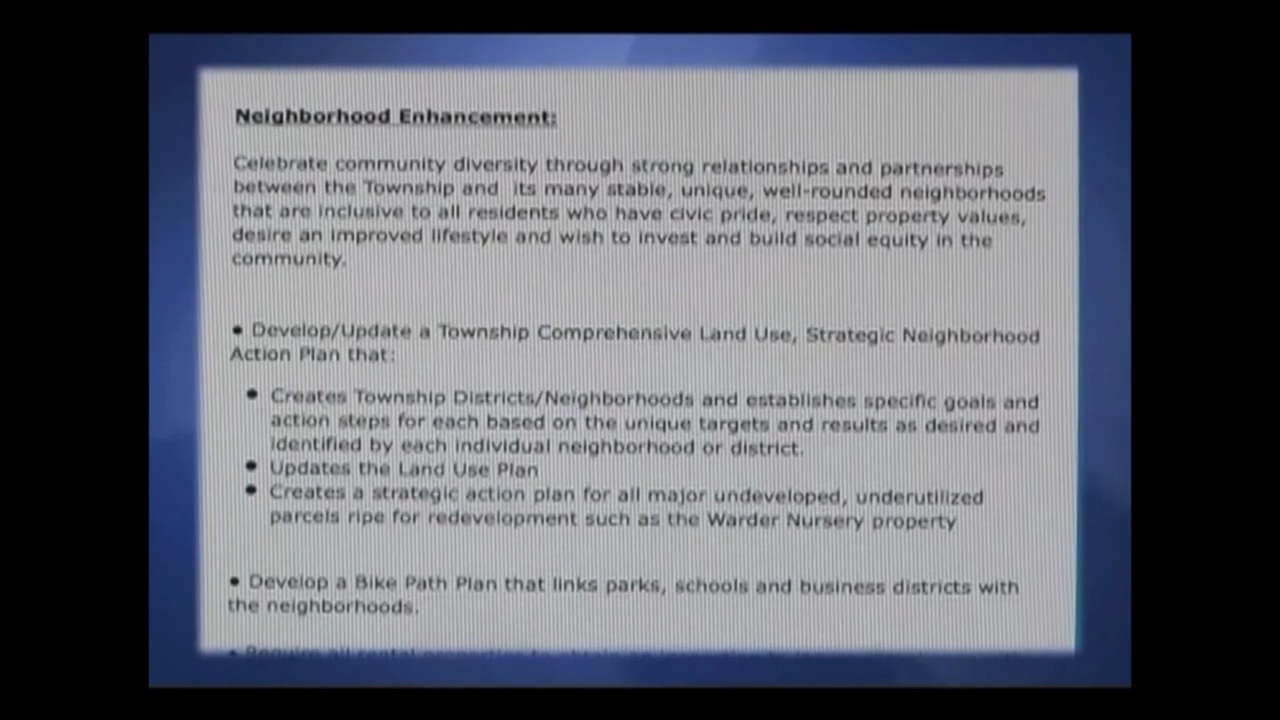 Neighborhood Enhancement:
Celebrate community diversity through strong relationships and partnerships
between the Township and its many stable, unique, well-rounded neighborhoods
that are inclusive to all residents who have civic pride, respect property values,
desire an improved lifestyle and wish to invest and build social equity in the
community.
• Develop/Update a Township Comprehensive Land Use, Strategic Neighborhood
Action Plan that:
• Creates Township Districts/Neighborhoods and establishes specific goals and
action steps for each based on the unique targets and results as desired and
identified by each individual neighborhood or district.
• Updates the Land Use Plan
• Creates a strategic action plan for all major undeveloped, underutilized
parcels ripe for redevelopment such as the Warder Nursery property
• Develop a Bike Path Plan that links parks, schools and business districts with
the neighborhoods.
• Require all rental